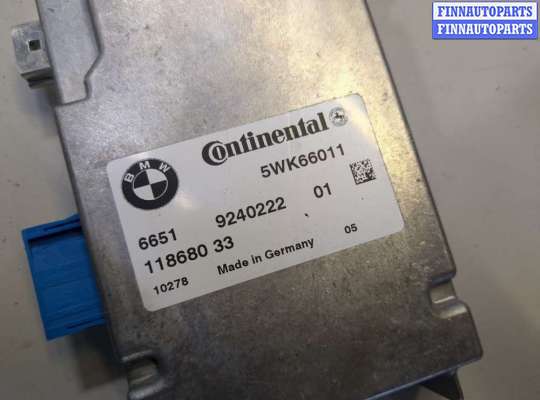 FINNAUTOPARTS
FINNAUTOPARTS
BMW
Continental
5WK66011
6651 9240222 01
118680 33
10278 Made in Germany 05